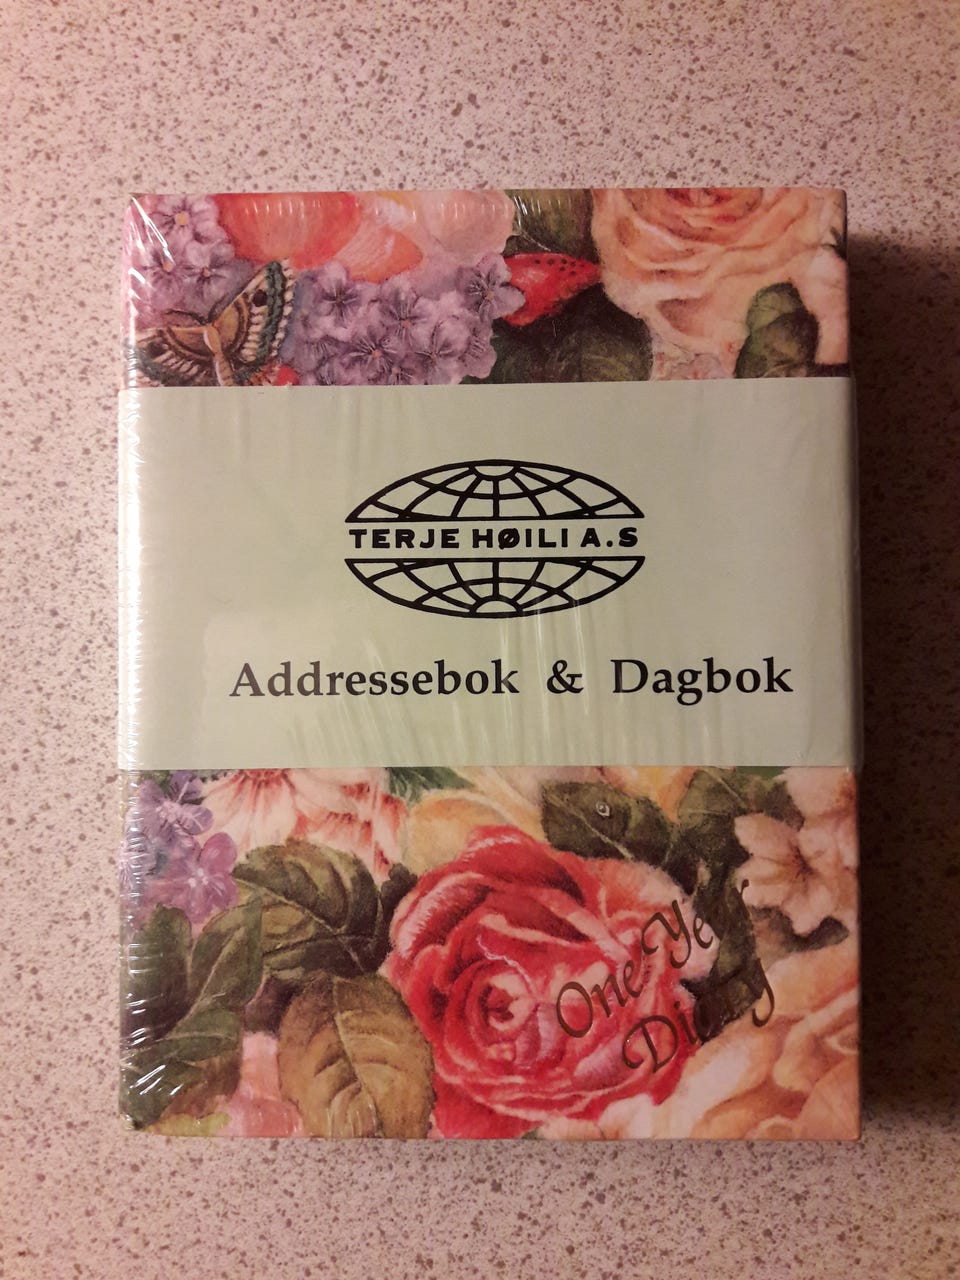 TERJE HØILI A.S
Addressebok & Dagbok
One Year
Diary